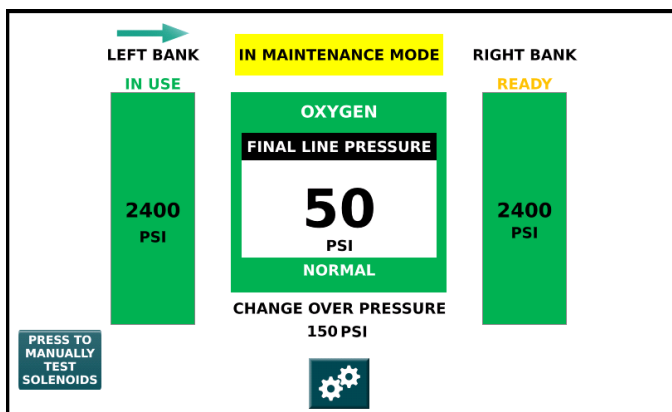 LEFT BANK
IN MAINTENANCE MODE
RIGHT BANK
IN USE
READY
OXYGEN
FINAL LINE PRESSURE
2400
PSI
50
PSI
2400
PSI
NORMAL
CHANGE OVER PRESSURE
150 PSI
PRESS TO
MANUALLY
TEST
SOLENOIDS